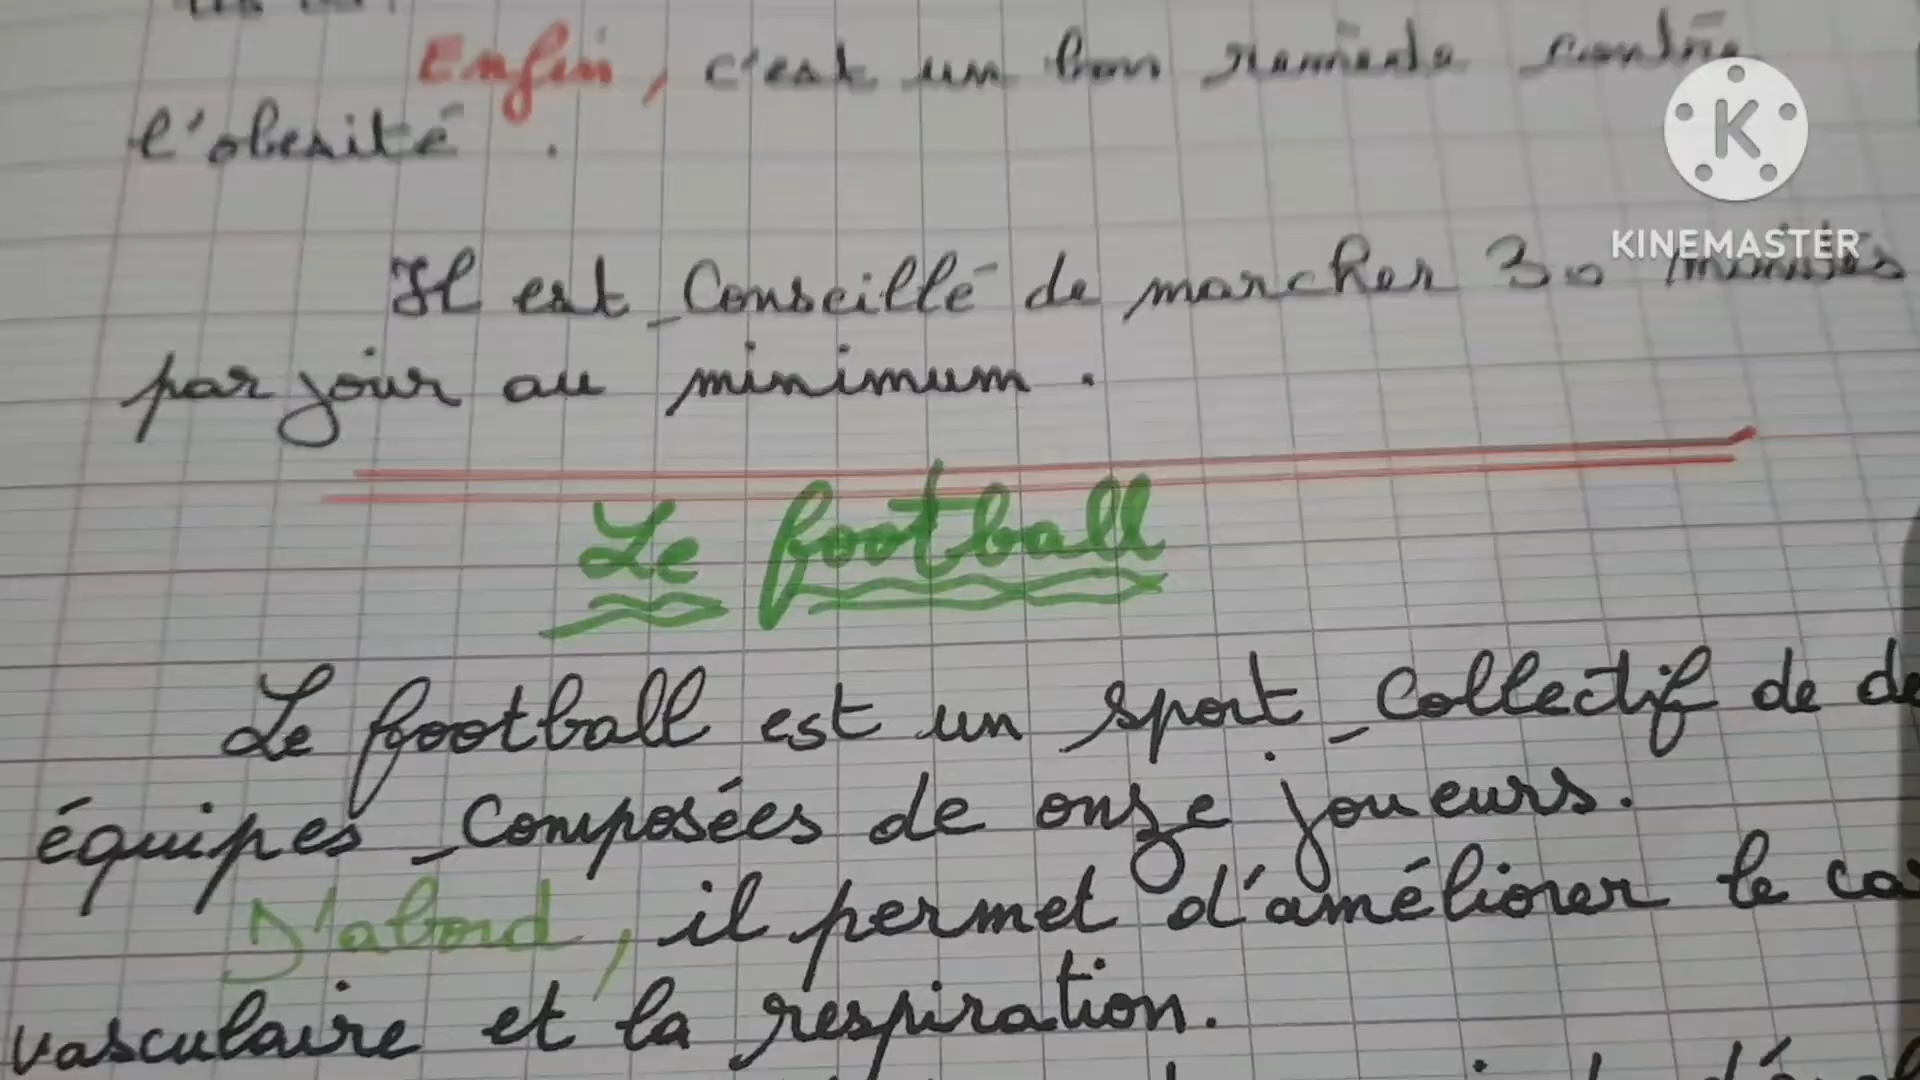 Enfin, c'est un bon remède contre
l'obesité.
Il est Conseillé de marcher 30 minutes
par jour au minimum.
Le football
Le football est un sport Collectif de
équipes Composées de onze joueurs.
D'abord, il permet d'améliorer le
vasculaire et la respiration.
K
KINEMASTER